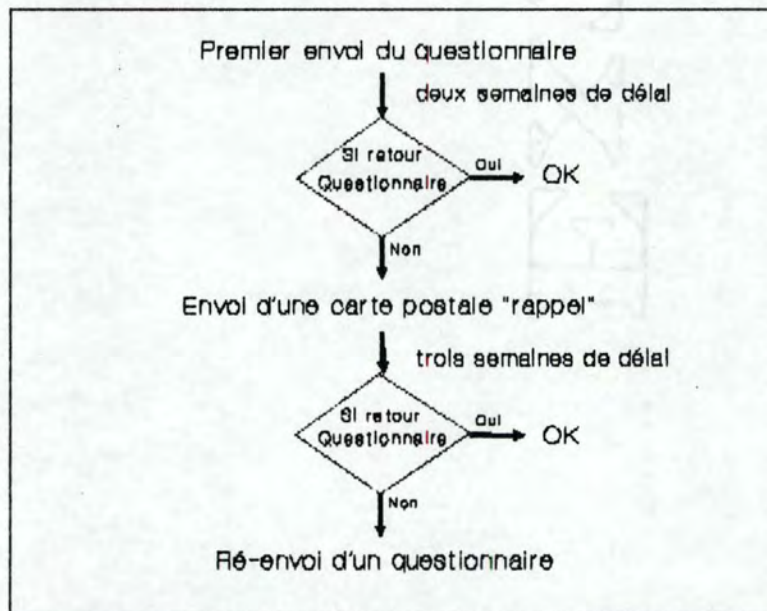 Premier envoi du questionnaire
deux semaines de délai
Si retour
Questionnaire
Oui
OK
Non
Envoi d'une carte postale "rappel"
trois semaines de délai
Si retour
Questionnaire
Oui
OK
Non
Ré-envoi d'un questionnaire